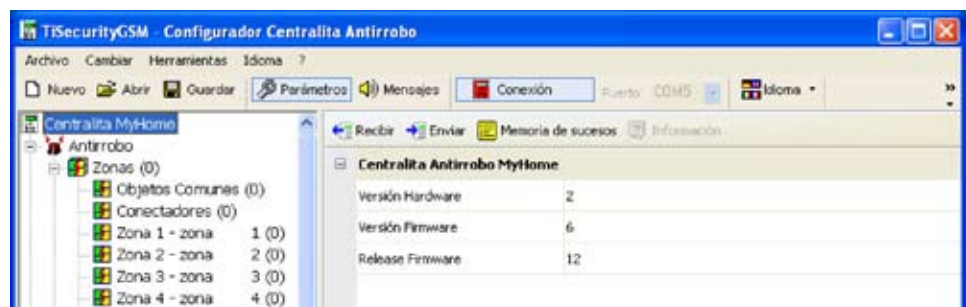 TiSecurityGSM - Configurador Centralita Antirrobo
Archivo Cambiar Herramientas Idioma ?
Nuevo Abrir Guardar Parámetros Mensajes Conexión Puerto COM5 Idioma
Centralita MyHome
Antirrobo
Zonas (0)
Objetos Comunes (0)
Conectadores (0)
Zona 1 - zona 1 (0)
Zona 2 - zona 2 (0)
Zona 3 - zona 3 (0)
Zona 4 - zona 4 (0)
Recibir Enviar Memoria de sucesos Información
Centralita Antirrobo MyHome
Versión Hardware 2
Versión Firmware 6
Release Firmware 12